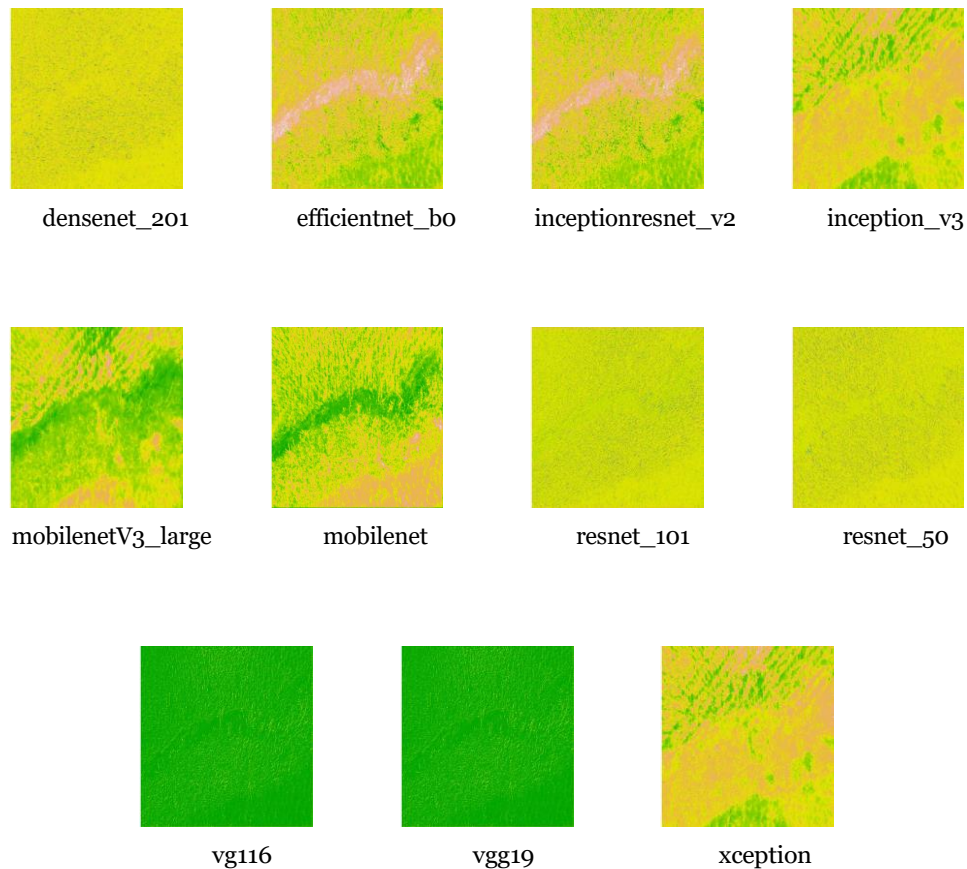 densenet_201
efficientnet_b0
inceptionresnet_v2
inception_v3
mobilenetV3_large
mobilenet
resnet_101
resnet_50
vg116
vgg19
xception